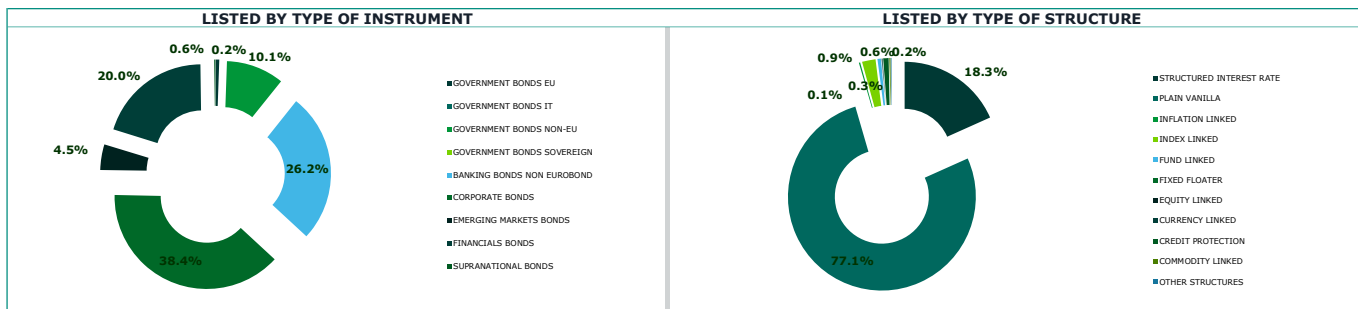 LISTED BY TYPE OF INSTRUMENT
0.6%
0.2%
10.1%
20.0%
4.5%
26.2%
38.4%
GOVERNMENT BONDS EU
GOVERNMENT BONDS IT
GOVERNMENT BONDS NON-EU
GOVERNMENT BONDS SOVEREIGN
BANKING BONDS NON EUROBOND
CORPORATE BONDS
EMERGING MARKETS BONDS
FINANCIALS BONDS
SUPRANATIONAL BONDS
LISTED BY TYPE OF STRUCTURE
0.9%
0.6%
0.2%
18.3%
0.3%
0.1%
77.1%
STRUCTURED INTEREST RATE
PLAIN VANILLA
INFLATION LINKED
INDEX LINKED
FUND LINKED
FIXED FLOATER
EQUITY LINKED
CURRENCY LINKED
CREDIT PROTECTION
COMMODITY LINKED
OTHER STRUCTURES